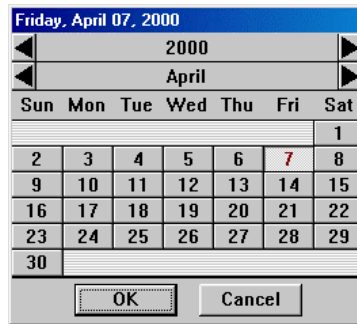 Friday, April 07, 2000
2000
April
Sun Mon Tue Wed Thu Fri Sat
1
2 3 4 5 6 7 8
9 10 11 12 13 14 15
16 17 18 19 20 21 22
23 24 25 26 27 28 29
30
OK Cancel